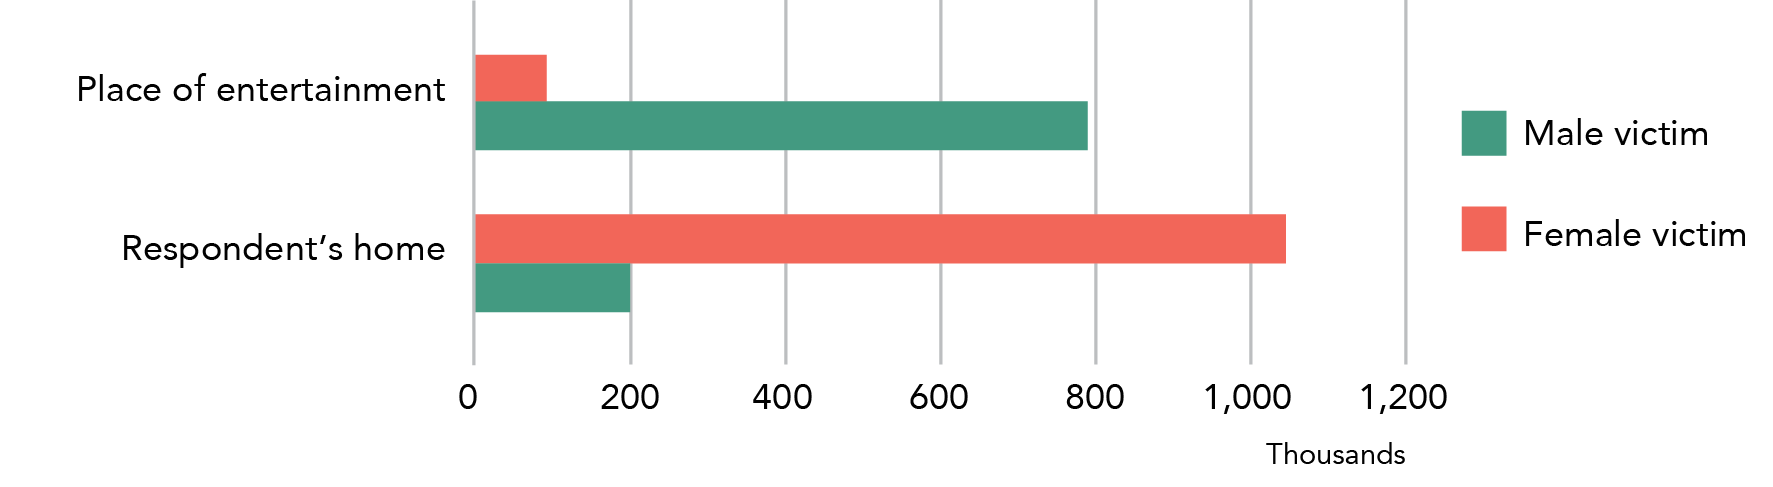 Place of entertainment
Respondent’s home
Male victim
Female victim
0 200 400 600 800 1,000 1,200
Thousands